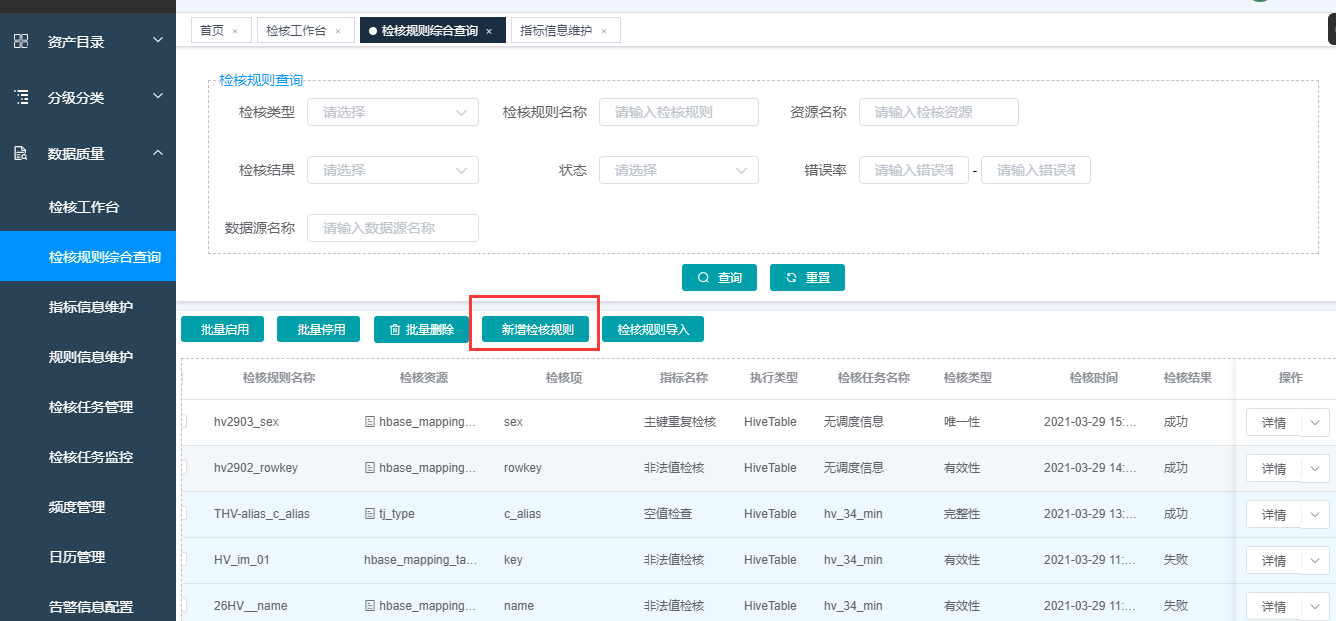 首页 × 检核工作台 × 检核规则综合查询 × 指标信息维护 ×
资产目录
分级分类
数据质量
检核工作台
检核规则综合查询
指标信息维护
规则信息维护
检核任务管理
检核任务监控
频度管理
日历管理
告警信息配置
检核规则查询
检核类型 请选择 检核规则名称 请输入检核规则 资源名称 请输入检核资源
检核结果 请选择 状态 请选择 错误率 请输入错误率 - 请输入错误率
数据源名称 请输入数据源名称
查询 重置
批量启用 批量停用 批量删除 新增检核规则 检核规则导入
检核规则名称 检核资源 检核项 指标名称 执行类型 检核任务名称 检核类型 检核时间 检核结果 操作
hv2903_sex hbase_mapping... sex 主键重复检核 HiveTable 无调度信息 唯一性 2021-03-29 15:... 成功 详情
hv2902_rowkey hbase_mapping... rowkey 非法值检核 HiveTable 无调度信息 有效性 2021-03-29 14:... 成功 详情
THV-alias_c_alias tj_type c_alias 空值检查 HiveTable hv_34_min 完整性 2021-03-29 13:... 成功 详情
HV_im_01 hbase_mapping_ta... key 非法值检核 HiveTable hv_34_min 有效性 2021-03-29 11:... 失败 详情
26HV__name hbase_mapping... name 非法值检核 HiveTable hv_34_min 有效性 2021-03-29 11:... 失败 详情